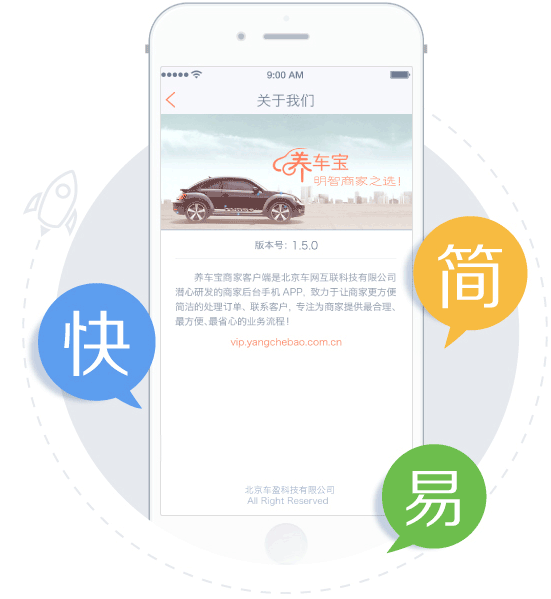 9:00 AM
关于我们
养车宝
明智商家之选!
版本号: 1.5.0
养车宝商家客户端是北京车网互联科技有限公司
潜心研发的商家后台手机 APP, 致力于让商家更方便
简洁的处理订单、联系客户, 专注为商家提供最合理、
最方便、最省心的业务流程!
vip.yangchebao.com.cn
北京车盈科技有限公司
All Right Reserved
简
快
易